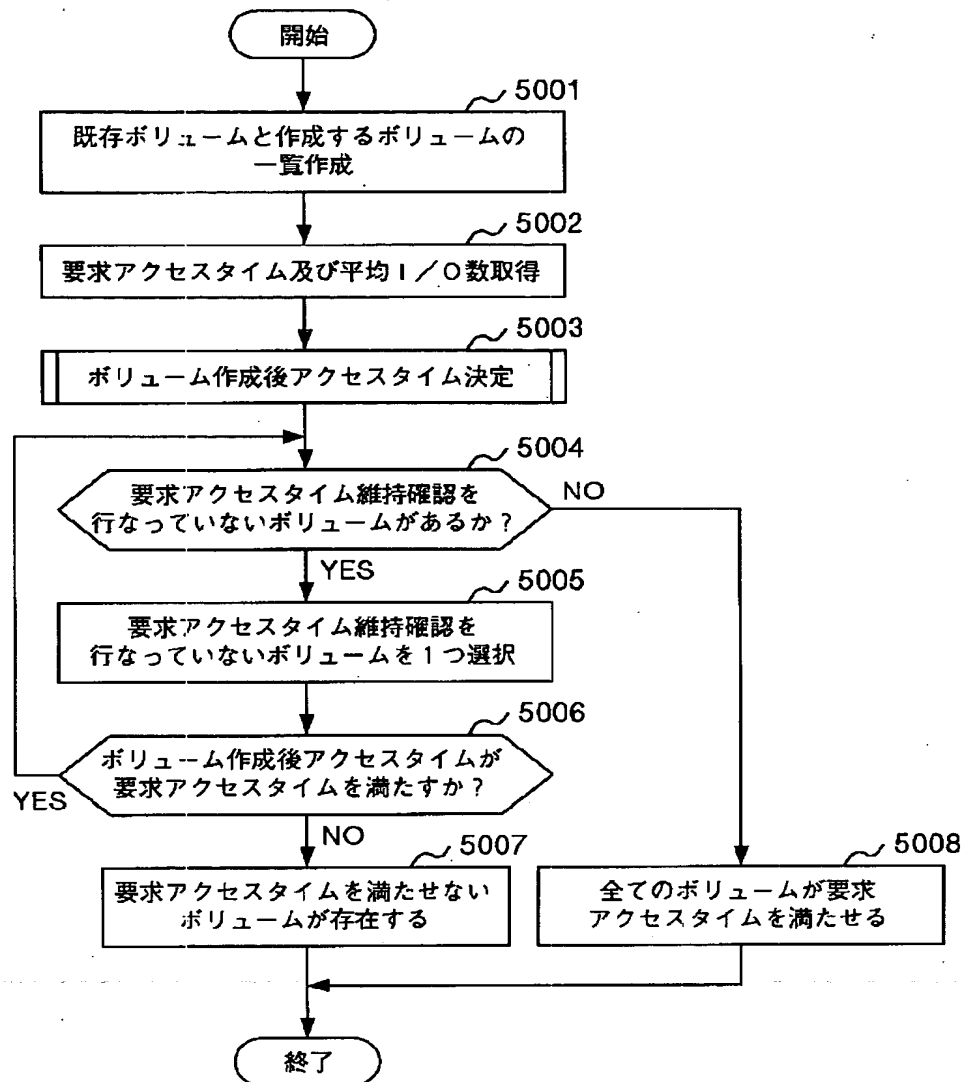 開始
5001
既存ボリュームと作成するボリュームの
一覧作成
5002
要求アクセスタイム及び平均I/O数取得
5003
ボリューム作成後アクセスタイム決定
5004
要求アクセスタイム維持確認を
行なっていないボリュームがあるか?
NO
YES
5005
要求アクセスタイム維持確認を
行なっていないボリュームを1つ選択
5006
ボリューム作成後アクセスタイムが
要求アクセスタイムを満たすか?
YES
NO
5007
要求アクセスタイムを満たせない
ボリュームが存在する
5008
全てのボリュームが要求
アクセスタイムを満たせる
終了